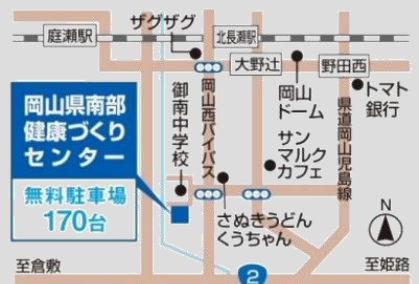 ザグザグ
庭瀬駅
北長瀬駅
大野辻
野田西
岡山県南部
健康づくり
センター
無料駐車場
170台
御南中学校
岡山西バイパス
岡山
ドーム
県道岡山児島線
トマト
銀行
サン
マルク
カフェ
さぬきうどん
くうちゃん
N
至倉敷
2
至姫路